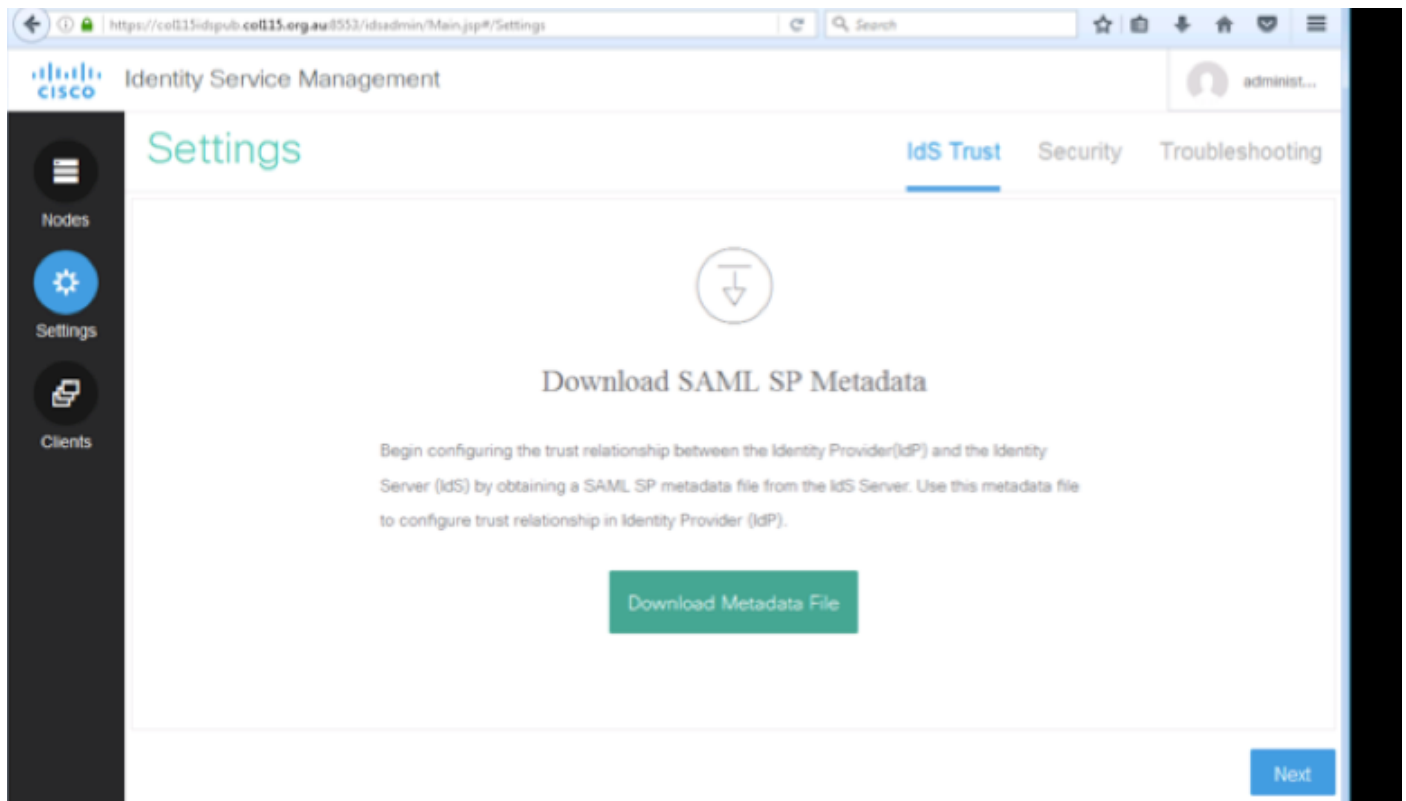 https://col115idspub.col115.org.au:8553/idsadmin/Main.jsp#/Settings
Search
CISCO
Identity Service Management
administ...
Settings
IdS Trust
Security
Troubleshooting
Nodes
Settings
Clients
Download SAML SP Metadata
Begin configuring the trust relationship between the Identity Provider(IdP) and the Identity
Server (IdS) by obtaining a SAML SP metadata file from the IdS Server. Use this metadata file
to configure trust relationship in Identity Provider (IdP).
Download Metadata File
Next